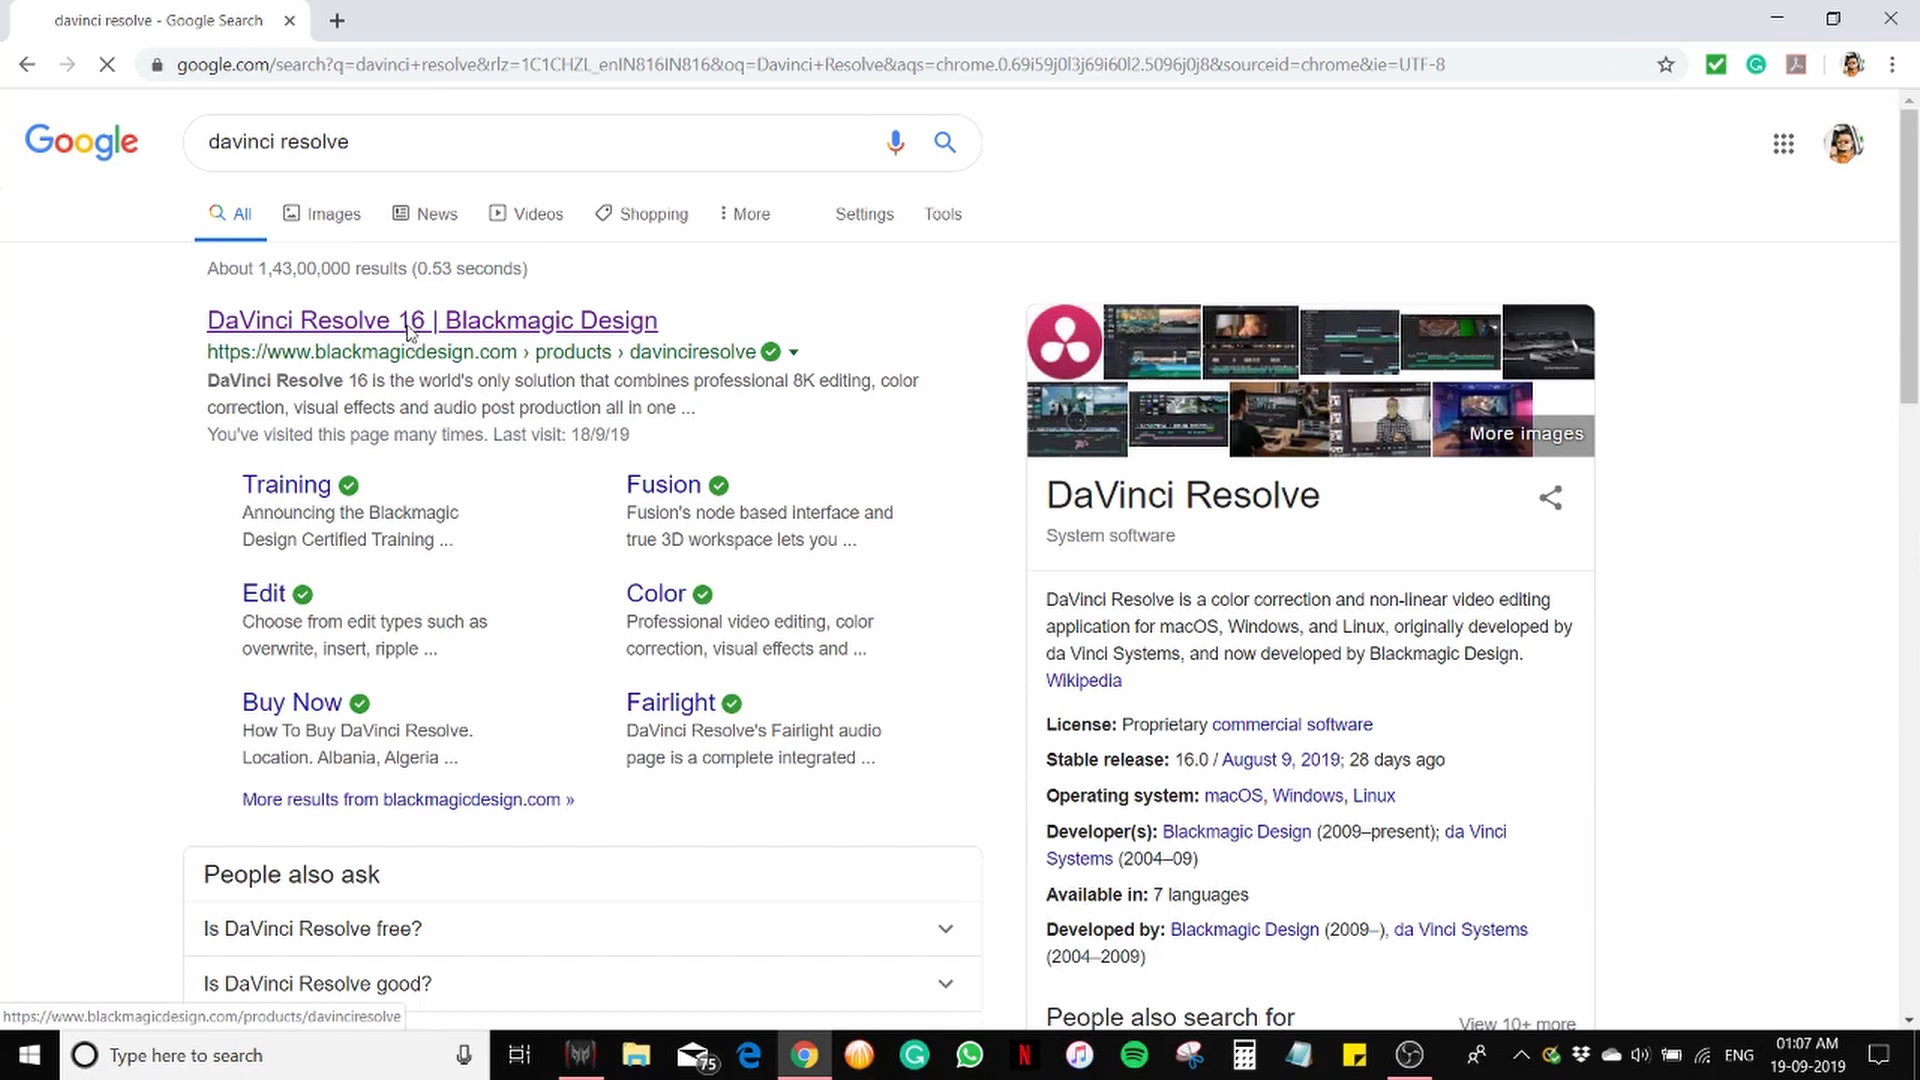 davinci resolve - Google Search
google.com/search?q=davinci+resolve&rlz=1C1CHZL_enIN816IN816&oq=Davinci+Resolve&aqs=chrome.0.69i59j0l3j69i60l2.5096j0j8&sourceid=chrome&ie=UTF-8
Google
davinci resolve
All Images News Videos Shopping More Settings Tools
About 1,43,00,000 results (0.53 seconds)
DaVinci Resolve 16 | Blackmagic Design
https://www.blackmagicdesign.com › products › davinciresolve
DaVinci Resolve 16 is the world's only solution that combines professional 8K editing, color
correction, visual effects and audio post production all in one ...
You've visited this page many times. Last visit: 18/9/19
Training
Announcing the Blackmagic
Design Certified Training ...
Fusion
Fusion's node based interface and
true 3D workspace lets you ...
Edit
Choose from edit types such as
overwrite, insert, ripple ...
Color
Professional video editing, color
correction, visual effects and ...
Buy Now
How To Buy DaVinci Resolve.
Location. Albania, Algeria ...
Fairlight
DaVinci Resolve's Fairlight audio
page is a complete integrated ...
More results from blackmagicdesign.com »
People also ask
Is DaVinci Resolve free?
Is DaVinci Resolve good?
https://www.blackmagicdesign.com/products/davinciresolve
More images
DaVinci Resolve
System software
DaVinci Resolve is a color correction and non-linear video editing
application for macOS, Windows, and Linux, originally developed by
da Vinci Systems, and now developed by Blackmagic Design.
Wikipedia
License: Proprietary commercial software
Stable release: 16.0 / August 9, 2019; 28 days ago
Operating system: macOS, Windows, Linux
Developer(s): Blackmagic Design (2009–present); da Vinci
Systems (2004–09)
Available in: 7 languages
Developed by: Blackmagic Design (2009–), da Vinci Systems
(2004–2009)
People also search for
View 10+ more
Type here to search
75
ENG
01:07 AM
19-09-2019